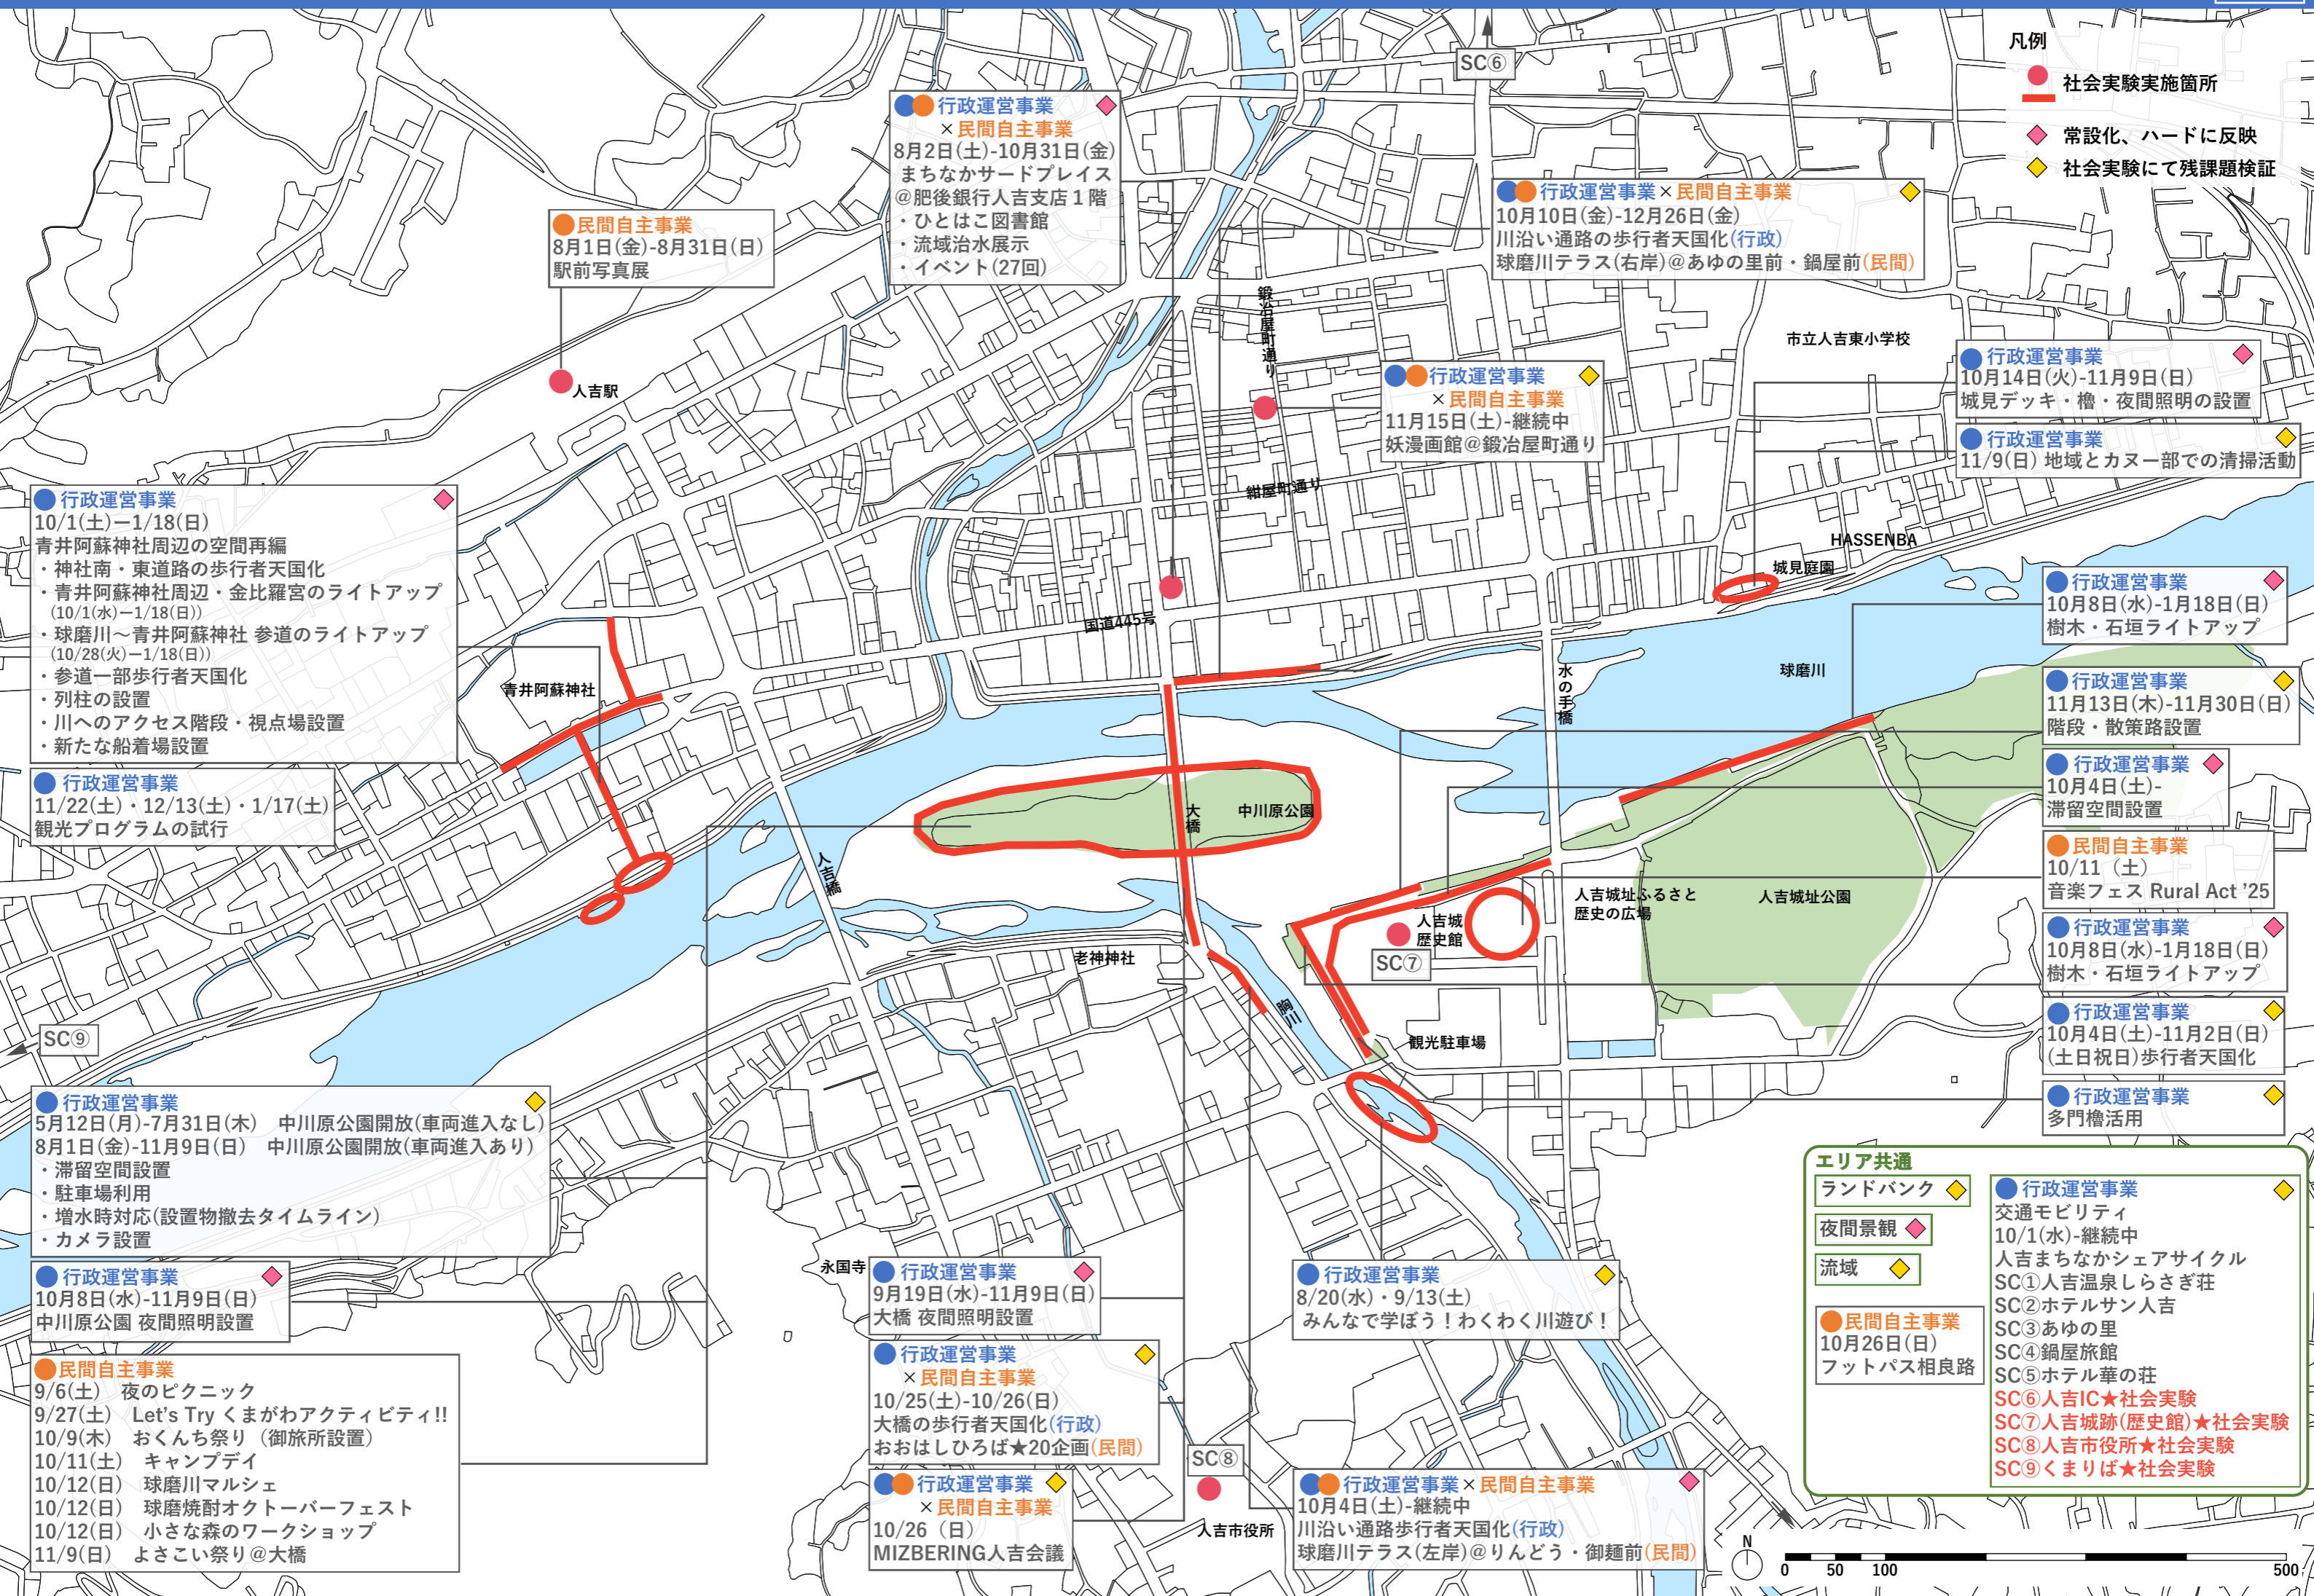 凡例
社会実験実施箇所
常設化、ハードに反映
社会実験にて残課題検証
SC⑥
行政運営事業
×民間自主事業
8月2日(土)-10月31日(金)
まちなかサードプレイス
@肥後銀行人吉支店1階
・ひとはこ図書館
・流域治水展示
・イベント(27回)
民間自主事業
8月1日(金)-8月31日(日)
駅前写真展
行政運営事業×民間自主事業
10月10日(金)-12月26日(金)
川沿い通路の歩行者天国化(行政)
球磨川テラス(右岸)@あゆの里前・鍋屋前(民間)
鍛冶屋町通り
市立人吉東小学校
人吉駅
行政運営事業
×民間自主事業
11月15日(土)-継続中
妖漫画館@鍛冶屋町通り
行政運営事業
10月14日(火)-11月9日(日)
城見デッキ・櫓・夜間照明の設置
行政運営事業
11/9(日) 地域とカヌー部での清掃活動
紺屋町通り
HASSENBA
城見庭園
国道445号
行政運営事業
10/1(土)ー1/18(日)
青井阿蘇神社周辺の空間再編
・神社南・東道路の歩行者天国化
・青井阿蘇神社周辺・金比羅宮のライトアップ
(10/1(水)ー1/18(日))
・球磨川～青井阿蘇神社 参道のライトアップ
(10/28(火)ー1/18(日))
・参道一部歩行者天国化
・列柱の設置
・川へのアクセス階段・視点場設置
・新たな船着場設置
行政運営事業
11/22(土)・12/13(土)・1/17(土)
観光プログラムの試行
青井阿蘇神社
球磨川
水の手橋
大橋
中川原公園
人吉橋
行政運営事業
10月8日(水)-1月18日(日)
樹木・石垣ライトアップ
行政運営事業
11月13日(木)-11月30日(日)
階段・散策路設置
行政運営事業
10月4日(土)-
滞留空間設置
民間自主事業
10/11（土）
音楽フェス Rural Act ’25
行政運営事業
10月8日(水)-1月18日(日)
樹木・石垣ライトアップ
行政運営事業
10月4日(土)-11月2日(日)
(土日祝日)歩行者天国化
行政運営事業
多門櫓活用
人吉城址ふるさと
歴史の広場
人吉城址公園
人吉城
歴史館
SC⑦
老神神社
胸川
観光駐車場
SC⑨
行政運営事業
5月12日(月)-7月31日(木)　中川原公園開放(車両進入なし)
8月1日(金)-11月9日(日)　中川原公園開放(車両進入あり)
・滞留空間設置
・駐車場利用
・増水時対応(設置物撤去タイムライン)
・カメラ設置
行政運営事業
10月8日(水)-11月9日(日)
中川原公園 夜間照明設置
民間自主事業
9/6(土)　夜のピクニック
9/27(土)　Let’s Try くまがわアクティビティ!!
10/9(木)　おくんち祭り（御旅所設置）
10/11(土)　キャンプデイ
10/12(日)　球磨川マルシェ
10/12(日)　球磨焼酎オクトーバーフェスト
10/12(日)　小さな森のワークショップ
11/9(日)　よさこい祭り@大橋
永国寺
行政運営事業
9月19日(水)-11月9日(日)
大橋 夜間照明設置
行政運営事業
×民間自主事業
10/25(土)-10/26(日)
大橋の歩行者天国化(行政)
おおはしひろば★20企画(民間)
行政運営事業
×民間自主事業
10/26（日）
MIZBERING人吉会議
行政運営事業
8/20(水)・9/13(土)
みんなで学ぼう！わくわく川遊び！
SC⑧
人吉市役所
行政運営事業×民間自主事業
10月4日(土)-継続中
川沿い通路歩行者天国化(行政)
球磨川テラス(左岸)@りんどう・御麺前(民間)
エリア共通
ランドバンク
夜間景観
流域
民間自主事業
10月26日(日)
フットパス相良路
行政運営事業
交通モビリティ
10/1(水)-継続中
人吉まちなかシェアサイクル
SC①人吉温泉しらさぎ荘
SC②ホテルサン人吉
SC③あゆの里
SC④鍋屋旅館
SC⑤ホテル華の荘
SC⑥人吉IC★社会実験
SC⑦人吉城跡(歴史館)★社会実験
SC⑧人吉市役所★社会実験
SC⑨くまりば★社会実験
N
0 50 100 500